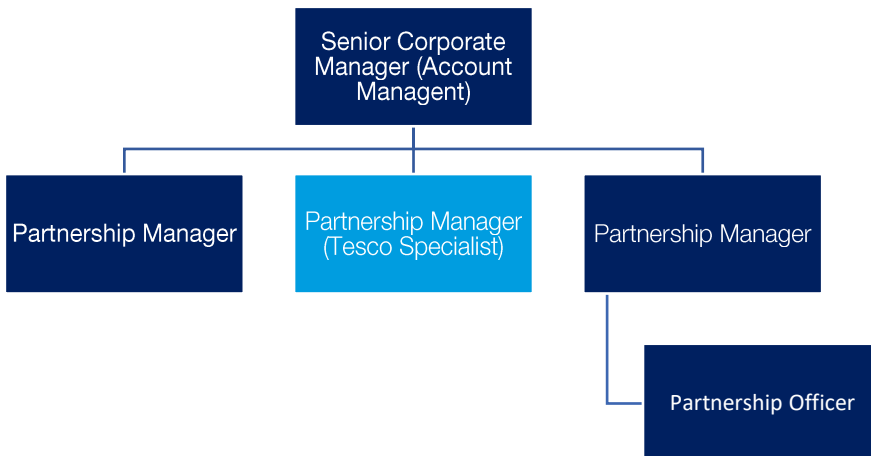 Senior Corporate
Manager (Account
Managent)
Partnership Manager
Partnership Manager
(Tesco Specialist)
Partnership Manager
Partnership Officer